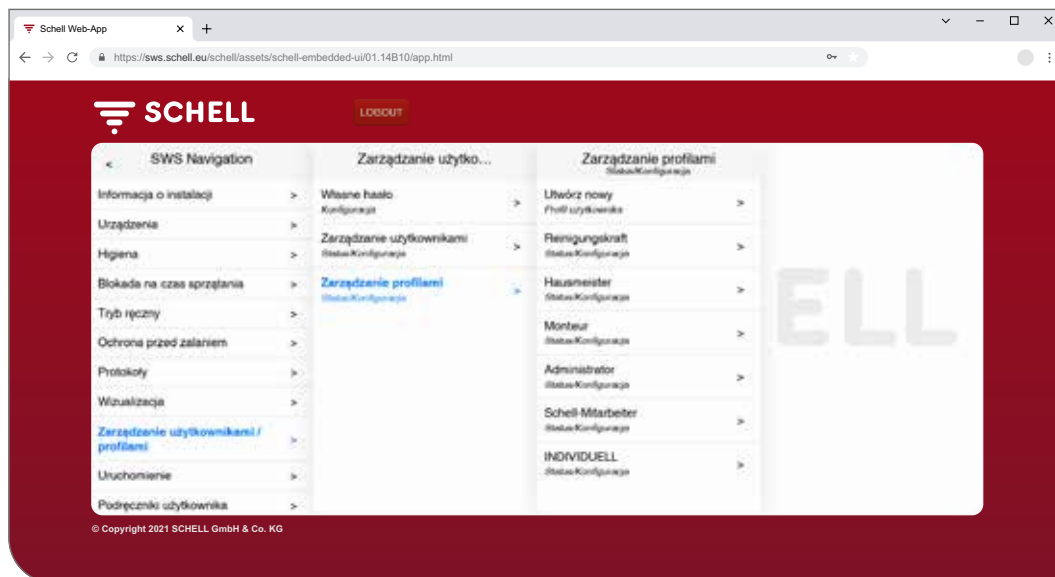 Schell Web-App
https://sws.schell.eu/schell/assets/schell-embedded-ui/01.14B10/app.html
SCHELL
LOGOUT
< SWS Navigation
Informacja o instalacji >
Urządzenia >
Higiena >
Blokada na czas sprzątania >
Tryb ręczny >
Ochrona przed zalaniem >
Protokoły >
Wizualizacja >
Zarządzanie użytkownikami /
profilami >
Uruchomienie >
Podręczniki użytkownika >
Zarządzanie użytko...
Własne hasło >
Konfiguracja
Zarządzanie użytkownikami >
Status/Konfiguracja
Zarządzanie profilami >
Status/Konfiguracja
Zarządzanie profilami
Status/Konfiguracja
Utwórz nowy >
Profil użytkownika
Reinigungskraft >
Status/Konfiguracja
Hausmeister >
Status/Konfiguracja
Monteur >
Status/Konfiguracja
Administrator >
Status/Konfiguracja
Schell-Mitarbeiter >
Status/Konfiguracja
INDIVIDUELL >
Status/Konfiguracja
ELL
© Copyright 2021 SCHELL GmbH & Co. KG